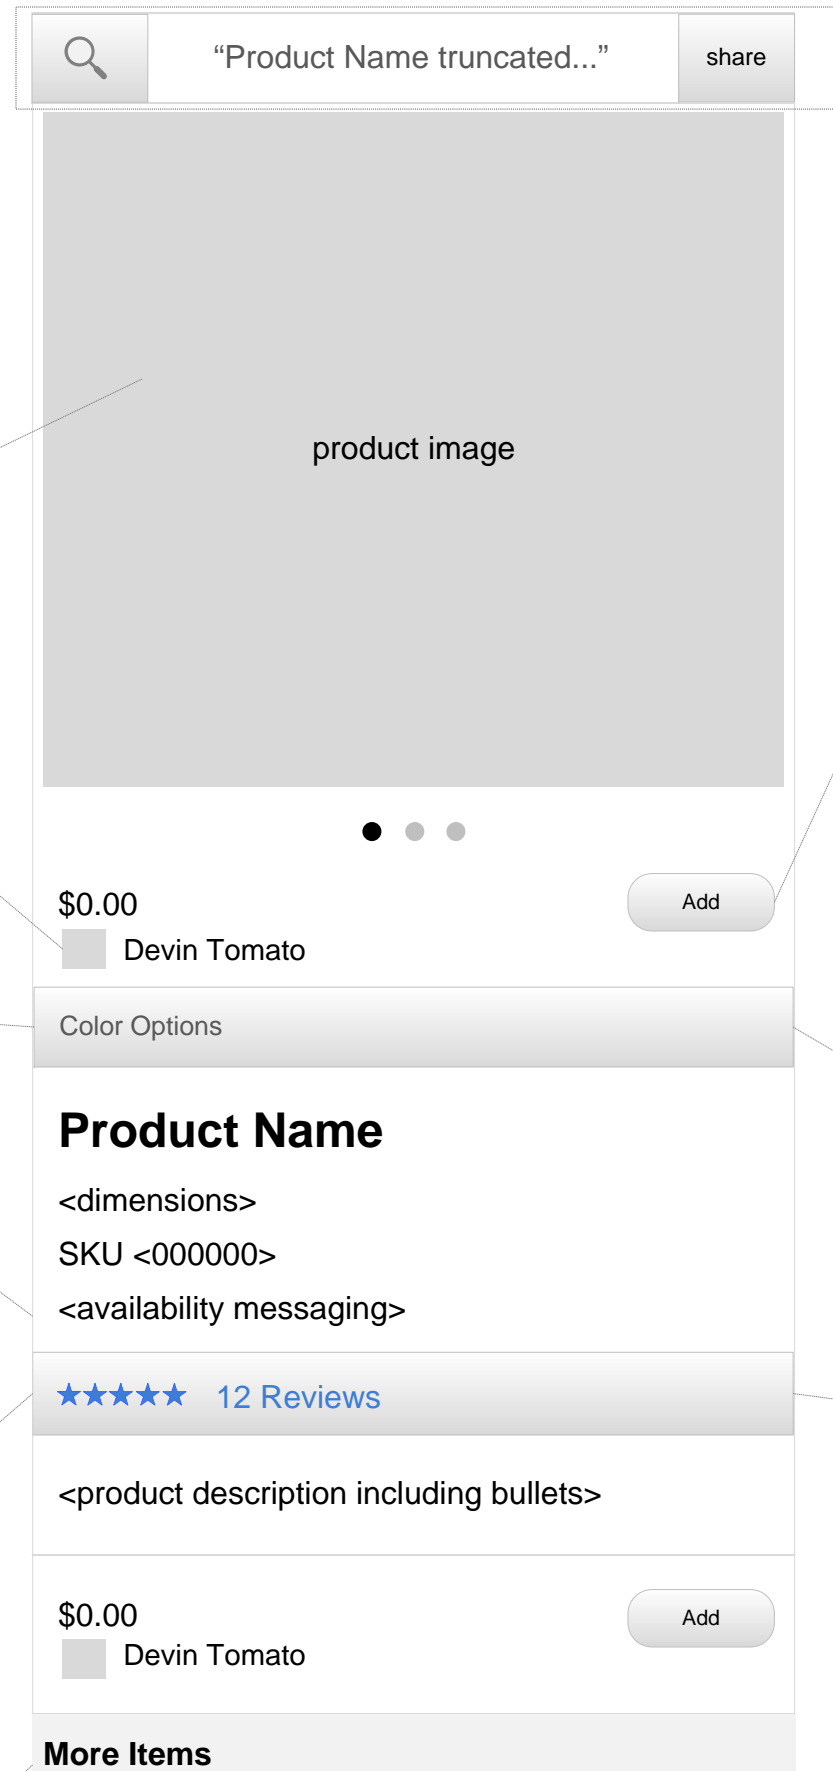 “Product Name truncated...”
share
product image
$0.00
Add
Devin Tomato
Color Options
Product Name
<dimensions>
SKU <000000>
<availability messaging>
12 Reviews
<product description including bullets>
$0.00
Add
Devin Tomato
More Items